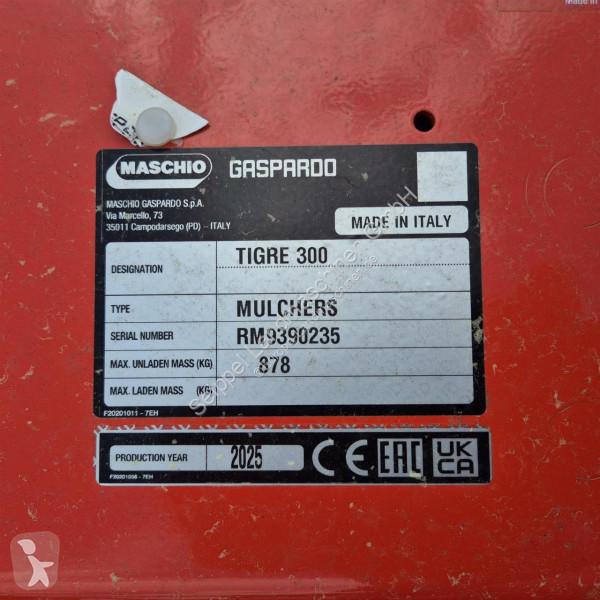 MASCHIO GASPARDO
MASCHIO GASPARDO S.p.A.
Via Marcello, 73
35011 Campodarsego (PD) – ITALY
MADE IN ITALY
DESIGNATION TIGRE 300
TYPE MULCHERS
SERIAL NUMBER RM9390235
MAX. UNLADEN MASS (KG) 878
MAX. LADEN MASS (KG)
F20201011 - 7EH
PRODUCTION YEAR 2025 CE EAC UK
CA